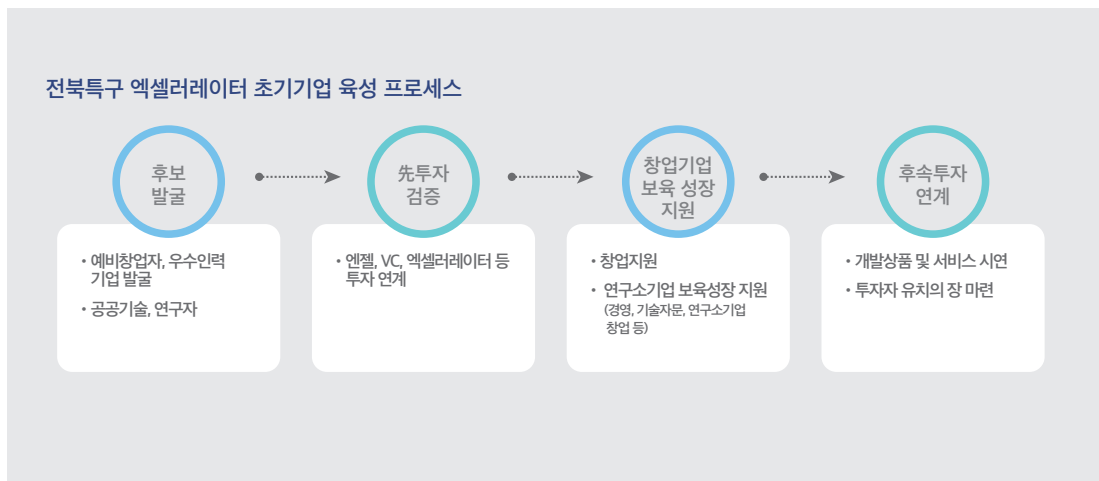 전북특구 엑셀러레이터 초기기업 육성 프로세스
후보
발굴
• 예비창업자, 우수인력
기업 발굴
• 공공기술, 연구자
先투자
검증
• 엔젤, VC, 엑셀러레이터 등
투자 연계
창업기업
보육 성장
지원
• 창업지원
• 연구소기업 보육성장 지원
(경영, 기술자문, 연구소기업
창업 등)
후속투자
연계
• 개발상품 및 서비스 시연
• 투자자 유치의 장 마련